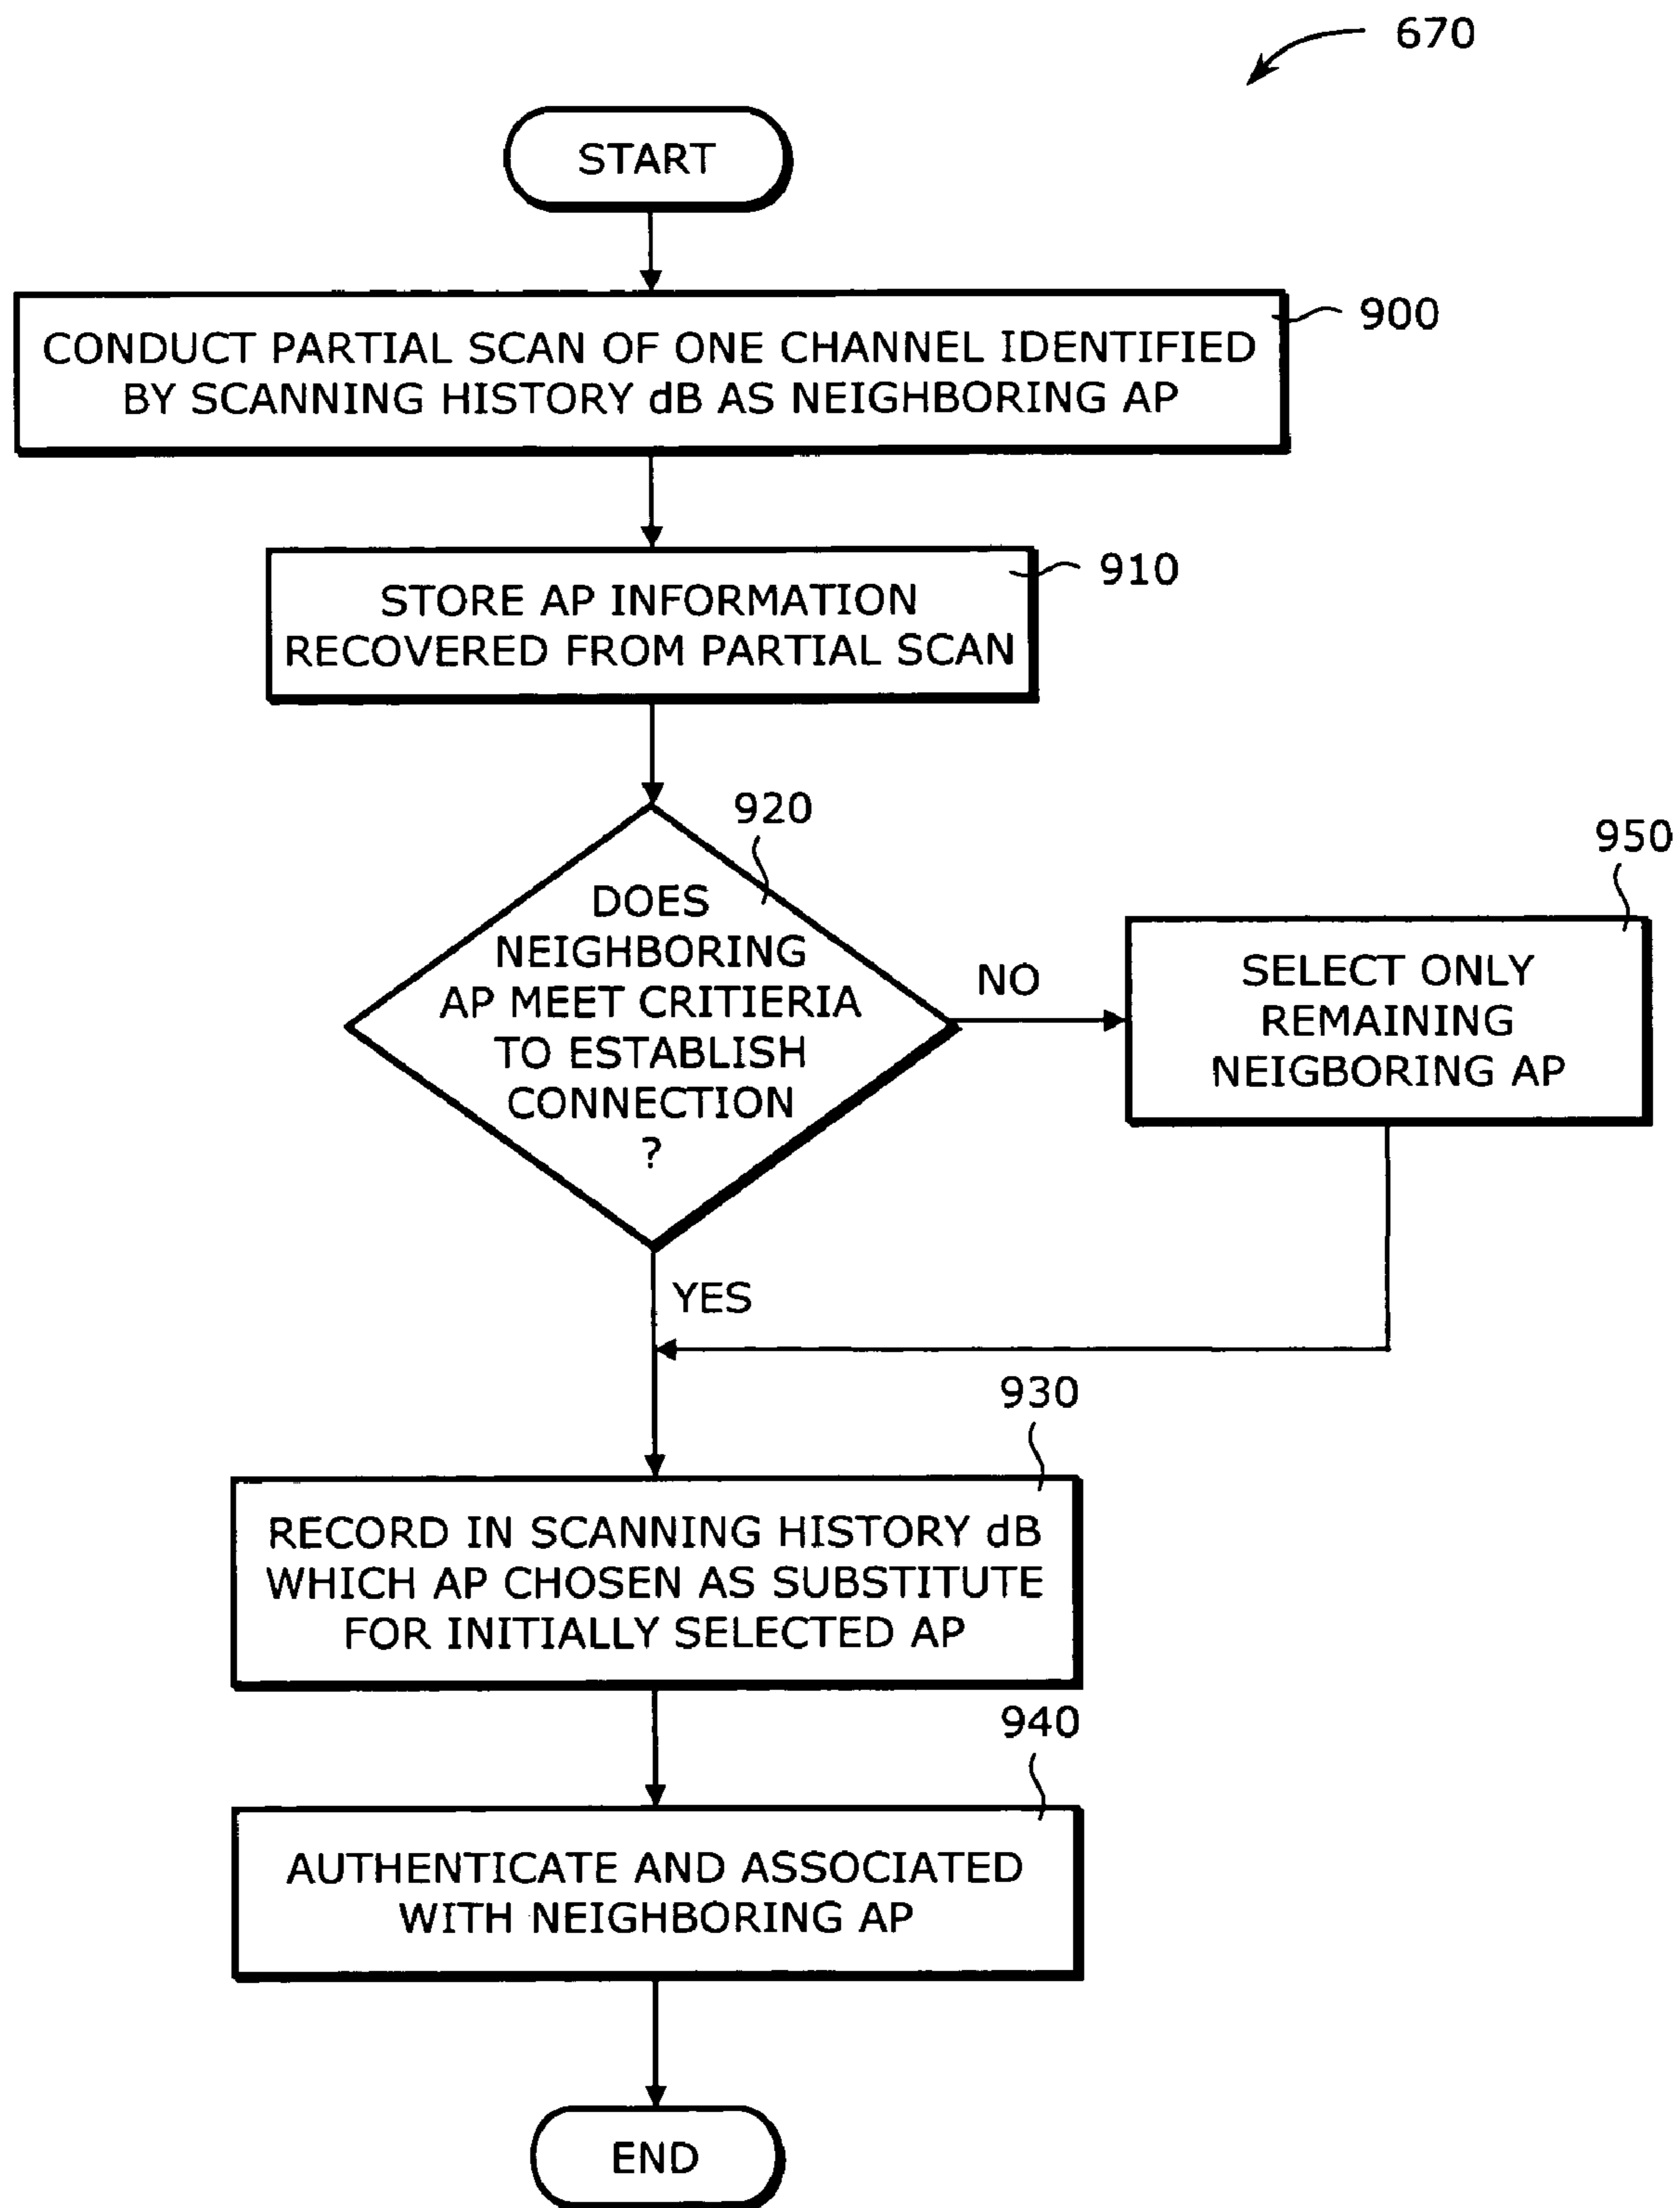 670
START
CONDUCT PARTIAL SCAN OF ONE CHANNEL IDENTIFIED
BY SCANNING HISTORY dB AS NEIGHBORING AP
900
STORE AP INFORMATION
RECOVERED FROM PARTIAL SCAN
910
920
DOES
NEIGHBORING
AP MEET CRITIERIA
TO ESTABLISH
CONNECTION
?
NO
950
SELECT ONLY
REMAINING
NEIGBORING AP
YES
930
RECORD IN SCANNING HISTORY dB
WHICH AP CHOSEN AS SUBSTITUTE
FOR INITIALLY SELECTED AP
940
AUTHENTICATE AND ASSOCIATED
WITH NEIGHBORING AP
END